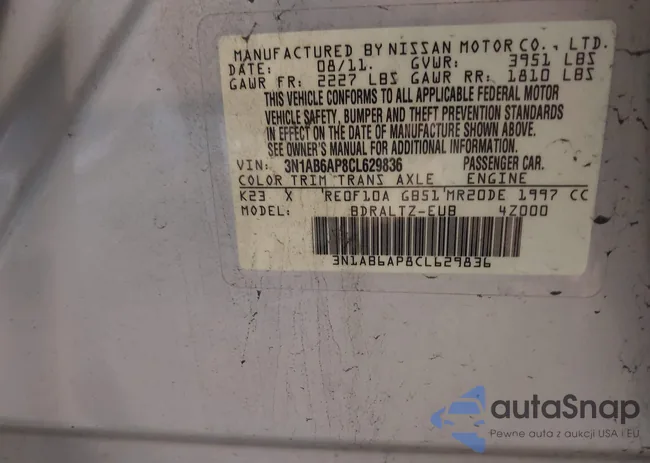 MANUFACTURED BY NISSAN MOTOR CO., LTD.
DATE: 08/11. GVWR: 3951 LBS
GAWR FR: 2227 LBS GAWR RR: 1810 LBS
THIS VEHICLE CONFORMS TO ALL APPLICABLE FEDERAL MOTOR
VEHICLE SAFETY, BUMPER AND THEFT PREVENTION STANDARDS
IN EFFECT ON THE DATE OF MANUFACTURE SHOWN ABOVE.
SEE OWNER'S MANUAL FOR ADDITIONAL INFORMATION.
VIN: 3N1AB6AP8CL629836 PASSENGER CAR.
COLOR TRIM TRANS AXLE ENGINE
K23 X RE0F10A GB51 MR20DE 1997 CC
MODEL: BDRALTZ-EUB 4Z000
3N1AB6AP8CL629836
autaSnap
Pewne auta z aukcji USA i EU